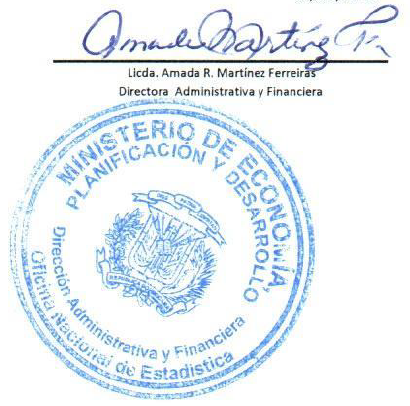 Amada Martínez
Licda. Amada R. Martínez Ferreiras
Directora Administrativa y Financiera
MINISTERIO DE ECONOMÍA,
PLANIFICACIÓN Y DESARROLLO
Dirección Administrativa y Financiera
Oficina Nacional de Estadística